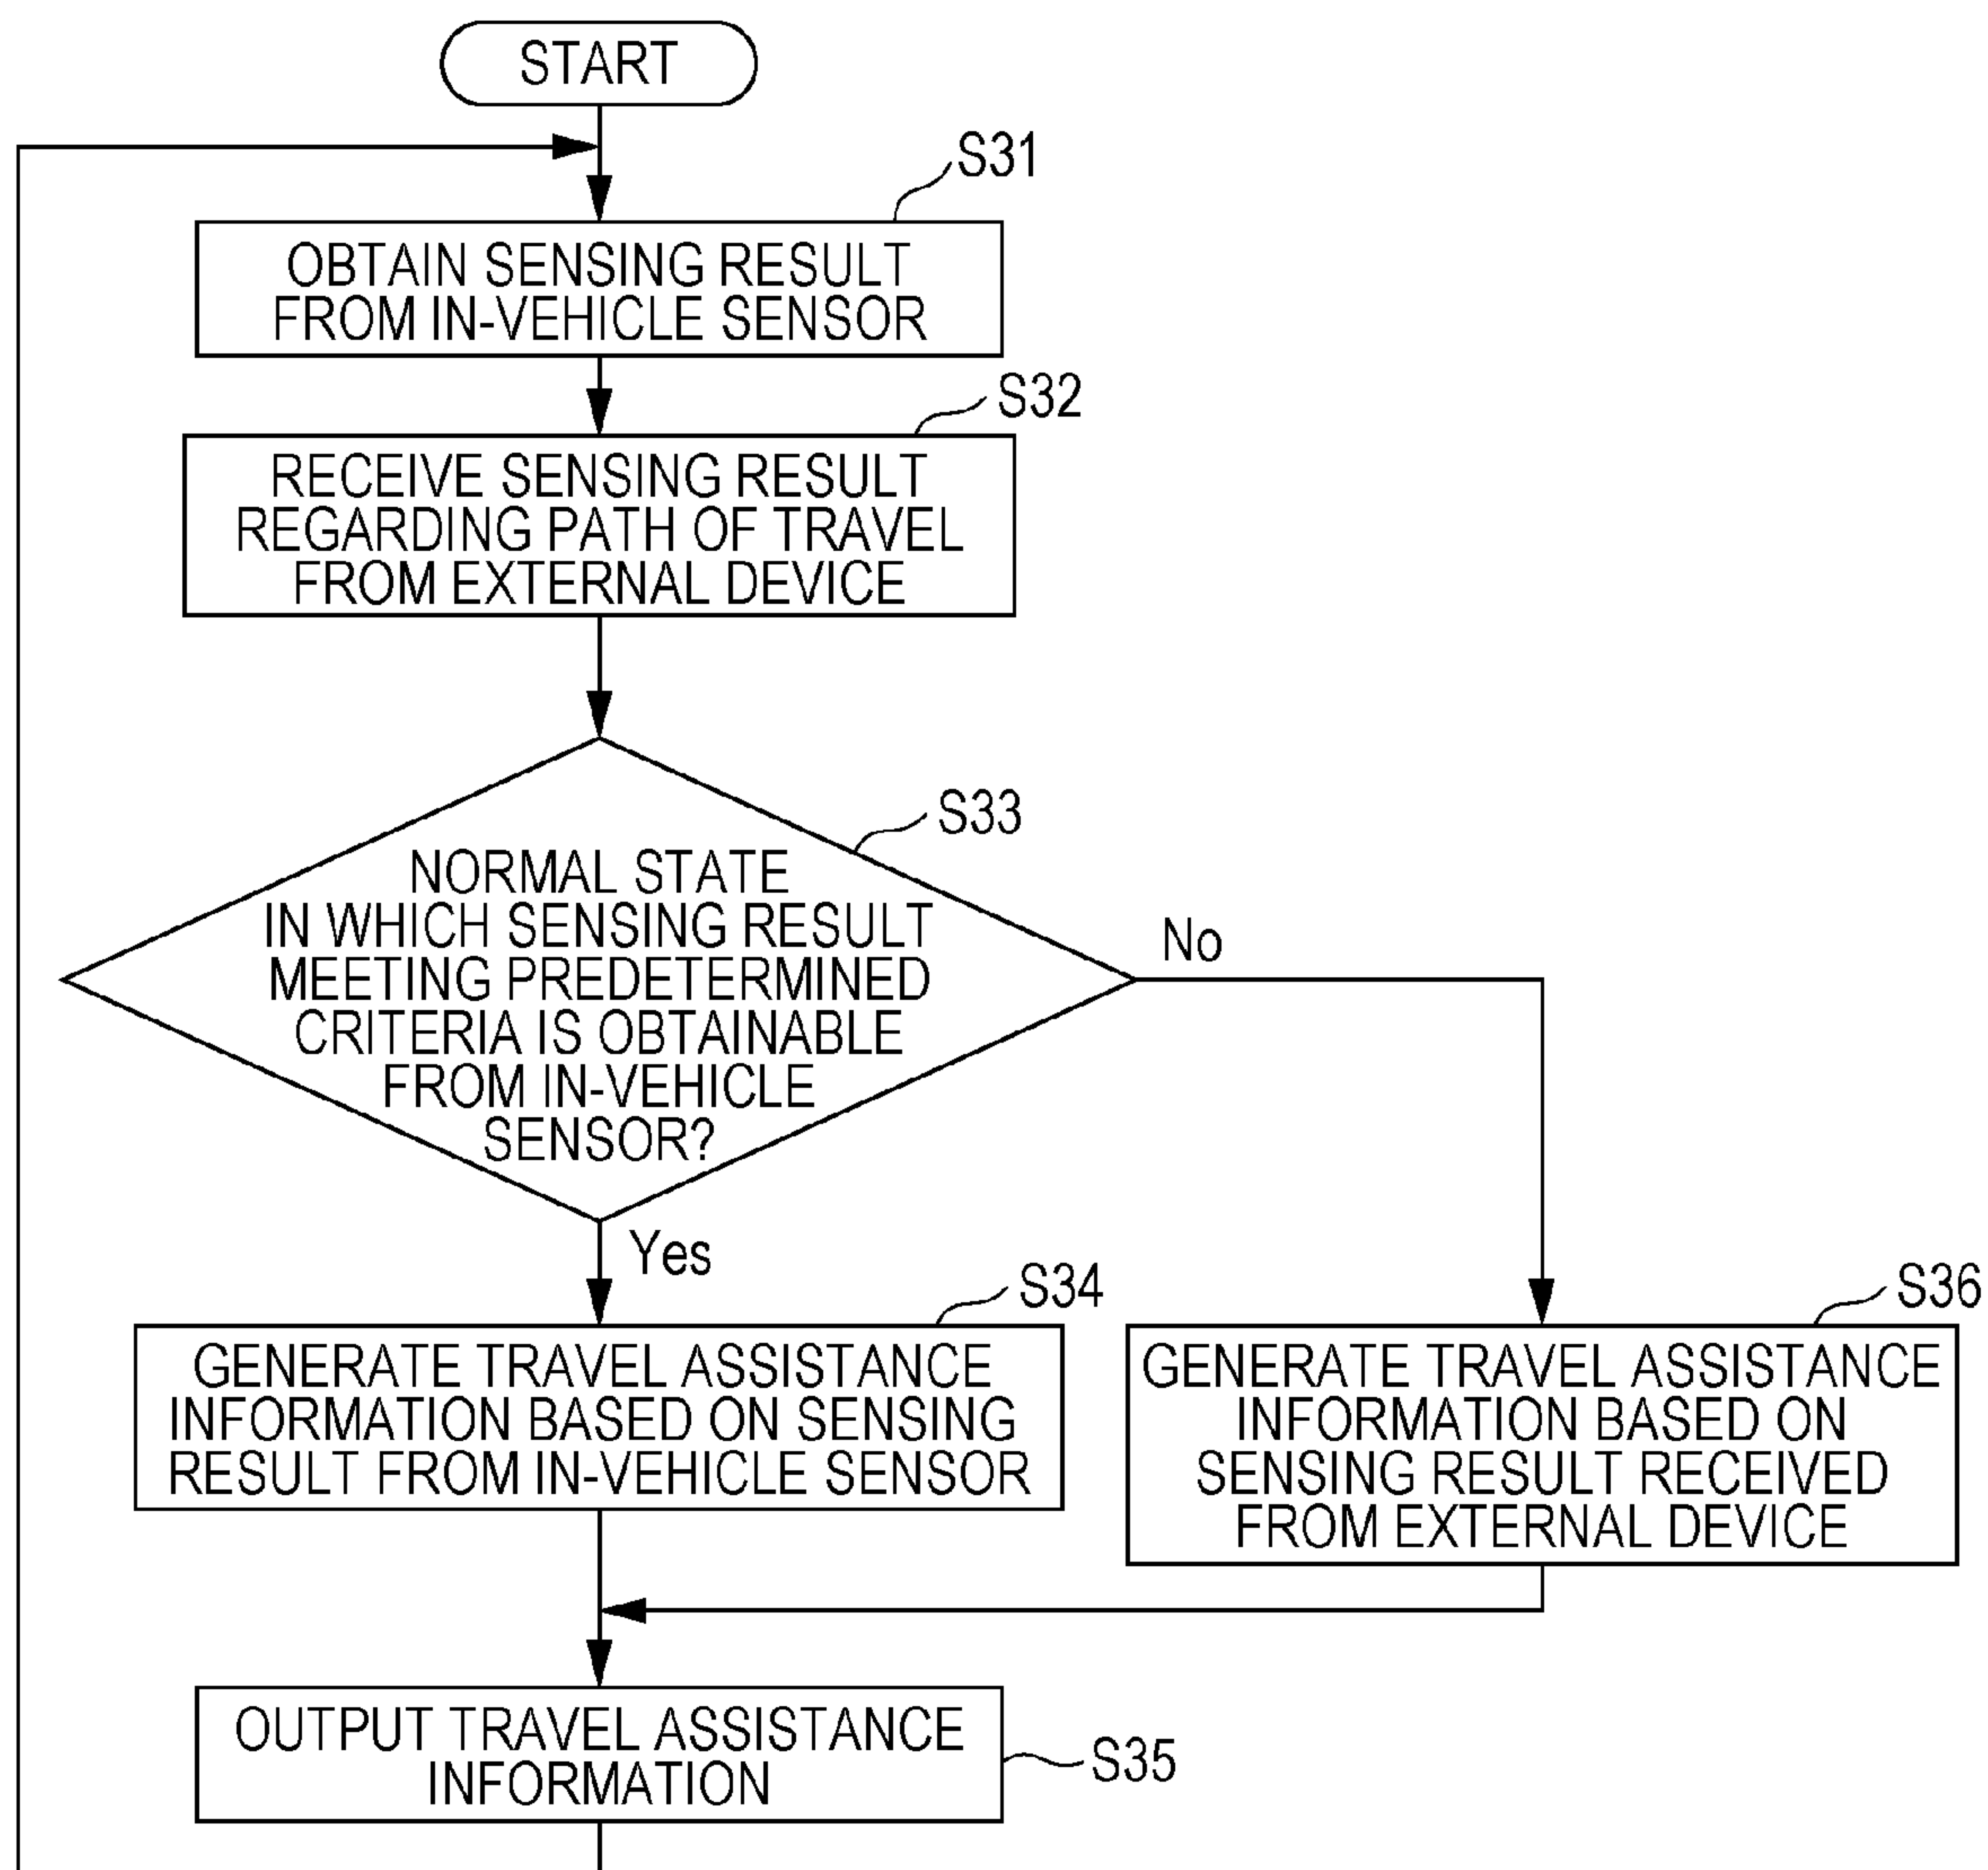 START
S31
OBTAIN SENSING RESULT
FROM IN-VEHICLE SENSOR
S32
RECEIVE SENSING RESULT
REGARDING PATH OF TRAVEL
FROM EXTERNAL DEVICE
S33
NORMAL STATE
IN WHICH SENSING RESULT
MEETING PREDETERMINED
CRITERIA IS OBTAINABLE
FROM IN-VEHICLE
SENSOR?
No
Yes
S34
GENERATE TRAVEL ASSISTANCE
INFORMATION BASED ON SENSING
RESULT FROM IN-VEHICLE SENSOR
S36
GENERATE TRAVEL ASSISTANCE
INFORMATION BASED ON
SENSING RESULT RECEIVED
FROM EXTERNAL DEVICE
OUTPUT TRAVEL ASSISTANCE
INFORMATION
S35